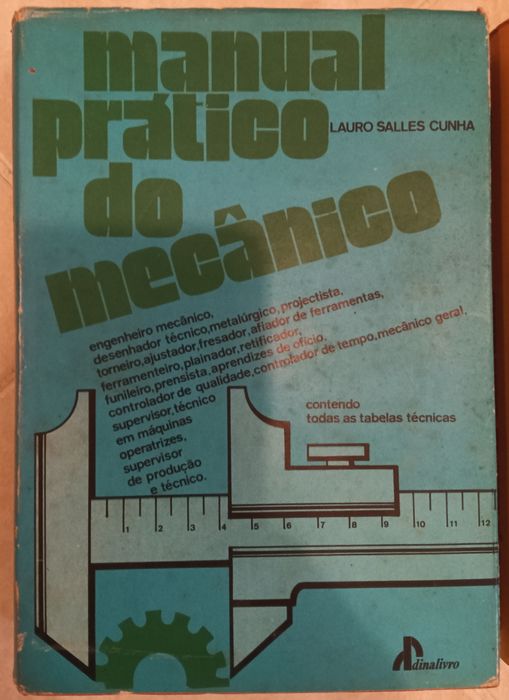 manual
prático
LAURO SALLES CUNHA
do
mecânico
engenheiro mecânico,
desenhador técnico,metalúrgico,projectista,
torneiro,ajustador,fresador,afiador de ferramentas,
ferramenteiro,plainador,retificador,
funileiro,prensista,aprendizes de ofício,
controlador de qualidade,controlador de tempo,mecânico geral,
supervisor,técnico
em máquinas
operatrizes,
supervisor
de produção
e técnico.
contendo
todas as tabelas técnicas
1 2 3 4 5 6 7 8 9 10 11 12
dinalivro